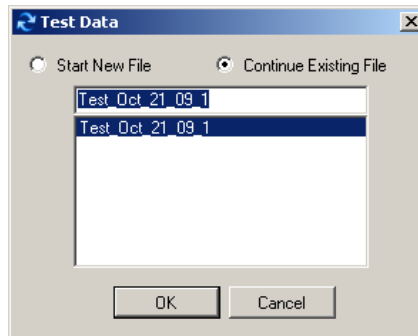 Test Data
Start New File Continue Existing File
Test_Oct_21_09_1
Test_Oct_21_09_1
OK Cancel